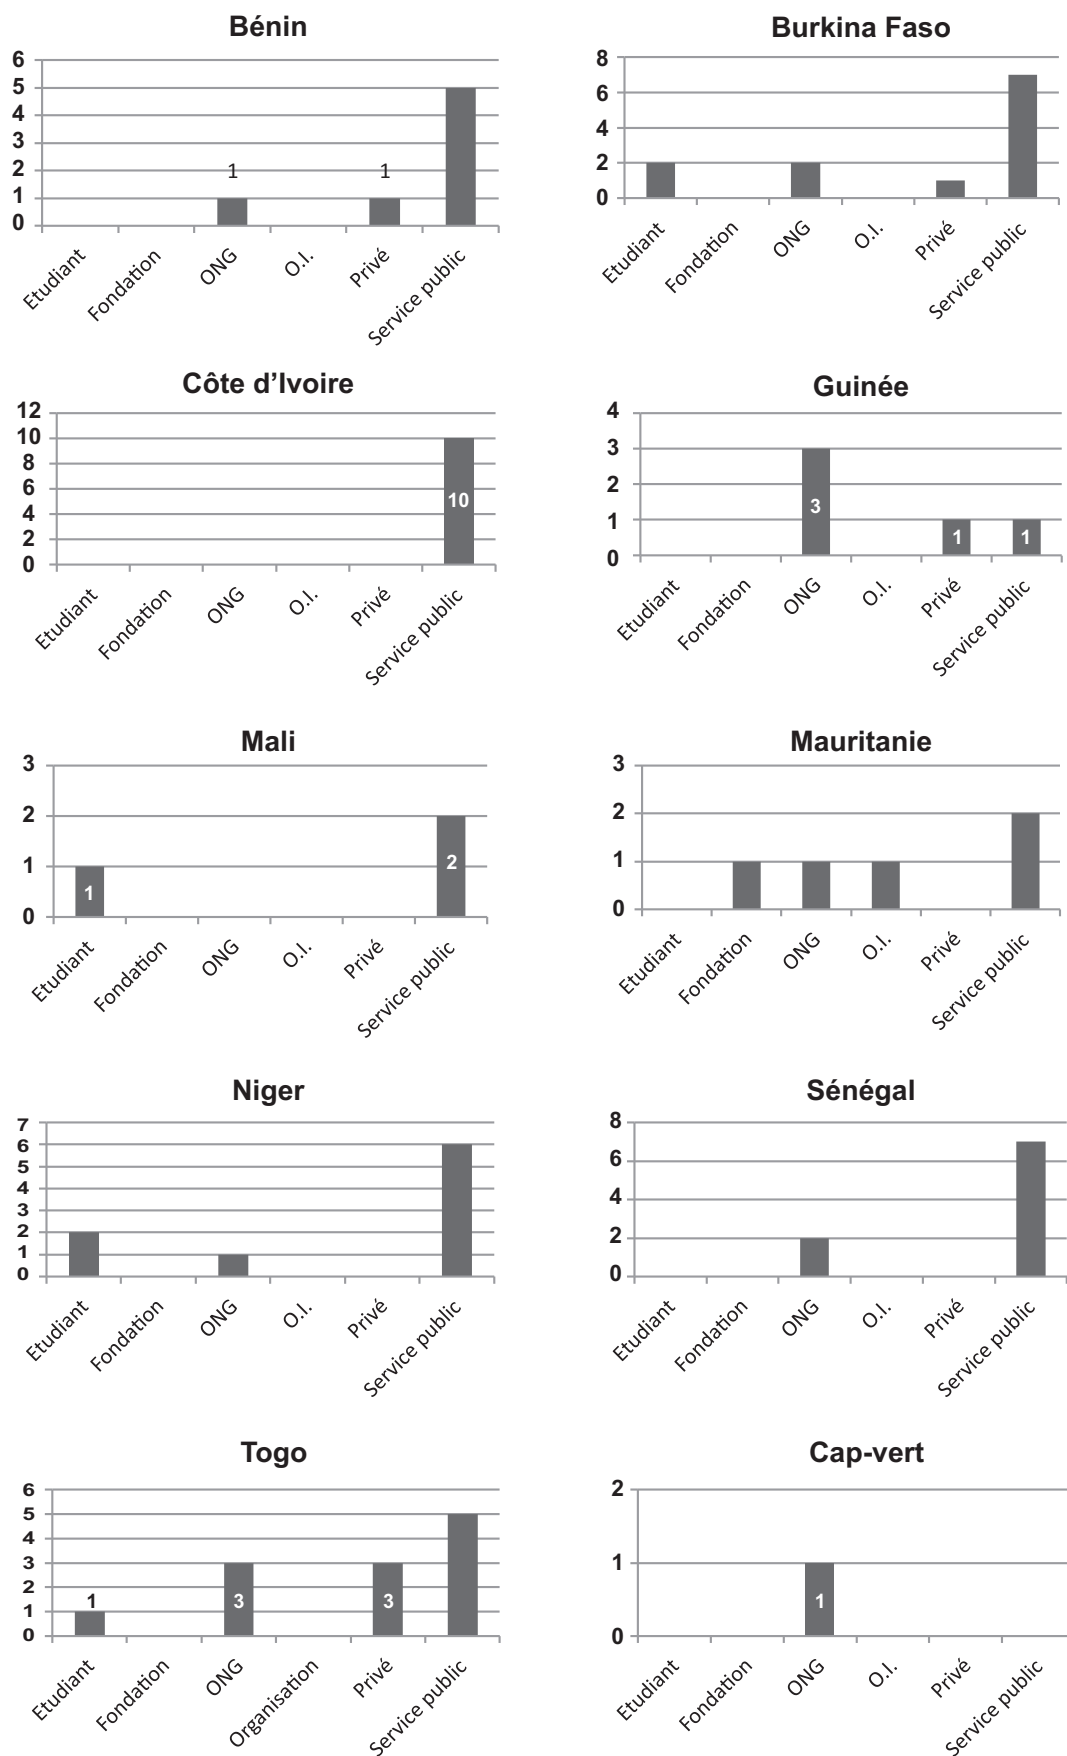 Bénin
6
5
4
3
2
1
0
1
1
Etudiant
Fondation
ONG
O.I.
Privé
Service public
Burkina Faso
8
6
4
2
0
Etudiant
Fondation
ONG
O.I.
Privé
Service public
Côte d’Ivoire
12
10
8
6
4
2
0
10
Etudiant
Fondation
ONG
O.I.
Privé
Service public
Guinée
4
3
2
1
0
3
1
1
Etudiant
Fondation
ONG
O.I.
Privé
Service public
Mali
3
2
1
0
1
2
Etudiant
Fondation
ONG
O.I.
Privé
Service public
Mauritanie
3
2
1
0
Etudiant
Fondation
ONG
O.I.
Privé
Service public
Niger
7
6
5
4
3
2
1
0
Etudiant
Fondation
ONG
O.I.
Privé
Service public
Sénégal
8
6
4
2
0
Etudiant
Fondation
ONG
O.I.
Privé
Service public
Togo
6
5
4
3
2
1
0
1
3
3
Etudiant
Fondation
ONG
Organisation
Privé
Service public
Cap-vert
2
1
0
1
Etudiant
Fondation
ONG
O.I.
Privé
Service public